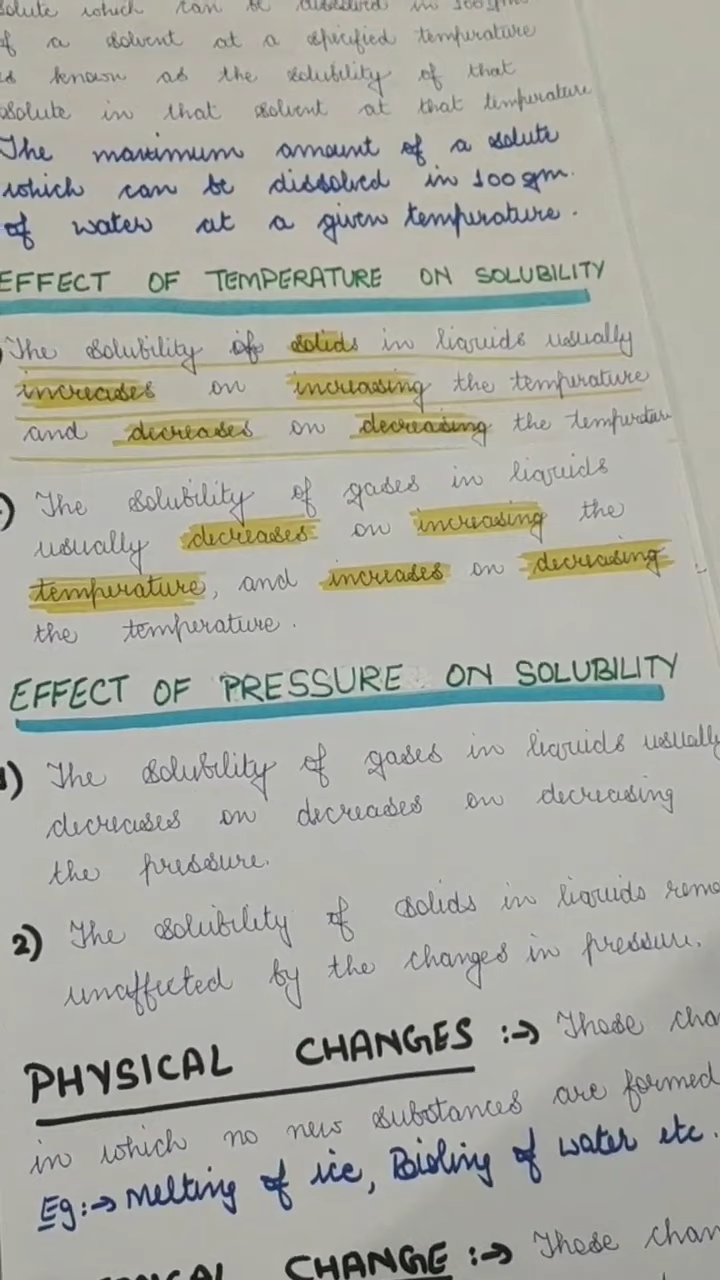 solute which can be dissolved in 100 gm
of a solvent at a specified temperature
is known as the solubility of that
solute in that solvent at that temperature
The maximum amount of a solute
which can be dissolved in 100 gm.
of water at a given temperature.
EFFECT OF TEMPERATURE ON SOLUBILITY
The solubility of solids in liquids usually
increases on increasing the temperature
and decreases on decreasing the temperature
) The solubility of gases in liquids
usually decreases on increasing the
temperature, and increases on decreasing
the temperature.
EFFECT OF PRESSURE ON SOLUBILITY
1) The solubility of gases in liquids usually
decreases on decreases on decreasing
the pressure.
2) The solubility of solids in liquids rema
unaffected by the changes in pressure.
PHYSICAL CHANGES :→ Those cha
in which no new substances are formed
Eg:→ Melting of ice, Bioling of water etc.
CAL CHANGE :→ Those chan